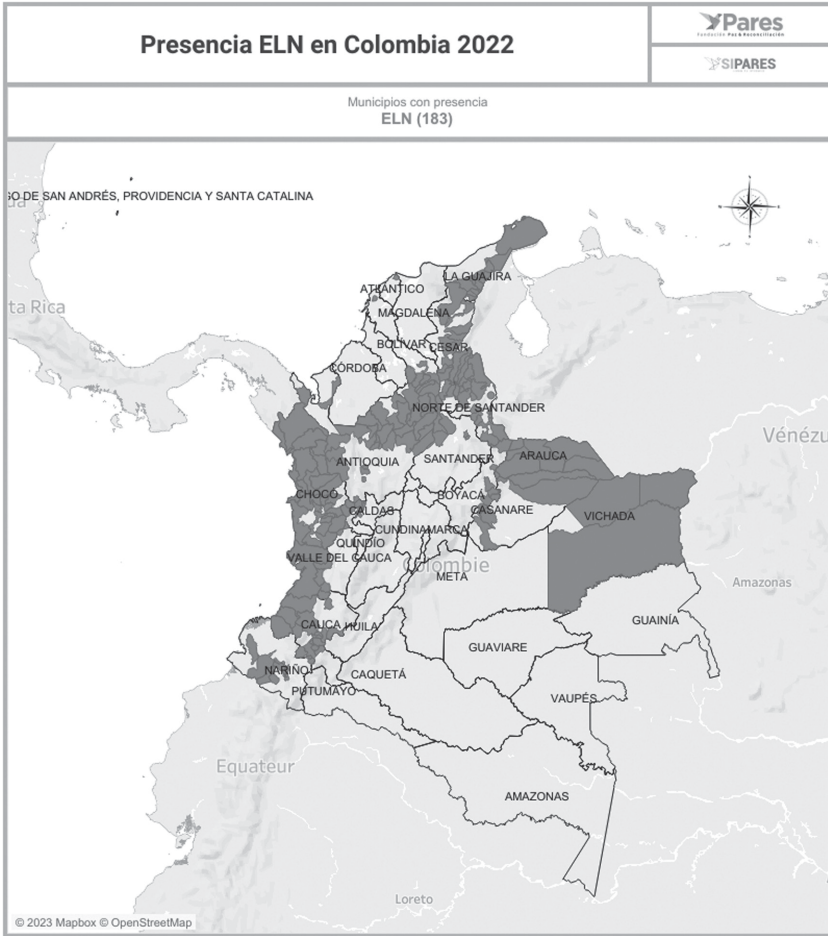 Presencia ELN en Colombia 2022
Pares
Fundación Paz & Reconciliación
SIPARES
Municipios con presencia
ELN (183)
GO DE SAN ANDRÉS, PROVIDENCIA Y SANTA CATALINA
ta Rica
LA GUAJIRA
ATLÁNTICO
MAGDALENA
BOLÍVAR
CESAR
CÓRDOBA
NORTE DE SANTANDER
Vénézu
ANTIOQUIA
SANTANDER
ARAUCA
CHOCÓ
BOYACÁ
CALDAS
CASANARE
VICHADA
CUNDINAMARCA
QUINDÍO
VALLE DEL CAUCA
Colombie
META
Amazonas
CAUCA
HUILA
GUAINÍA
GUAVIARE
NARIÑO
CAQUETÁ
PUTUMAYO
VAUPÉS
Equateur
AMAZONAS
Loreto
© 2023 Mapbox © OpenStreetMap